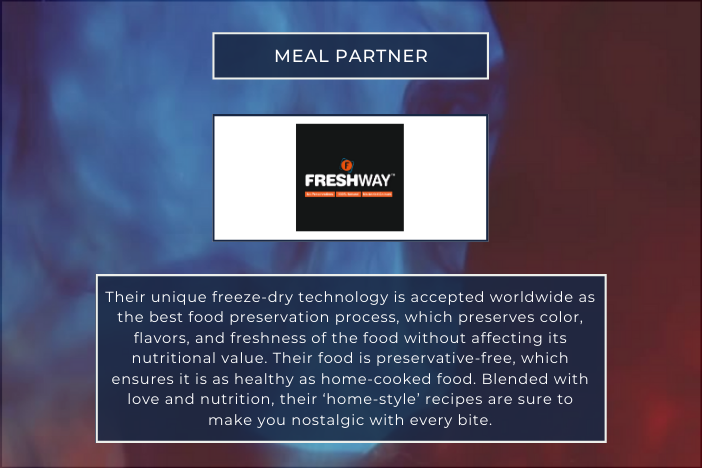 MEAL PARTNER
FRESHWAY™
Their unique freeze-dry technology is accepted worldwide as
the best food preservation process, which preserves color,
flavors, and freshness of the food without affecting its
nutritional value. Their food is preservative-free, which
ensures it is as healthy as home-cooked food. Blended with
love and nutrition, their ‘home-style’ recipes are sure to
make you nostalgic with every bite.